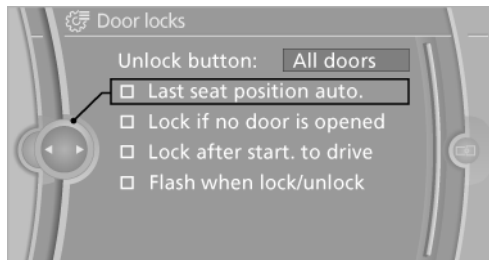 Door locks
Unlock button: All doors
Last seat position auto.
Lock if no door is opened
Lock after start. to drive
Flash when lock/unlock